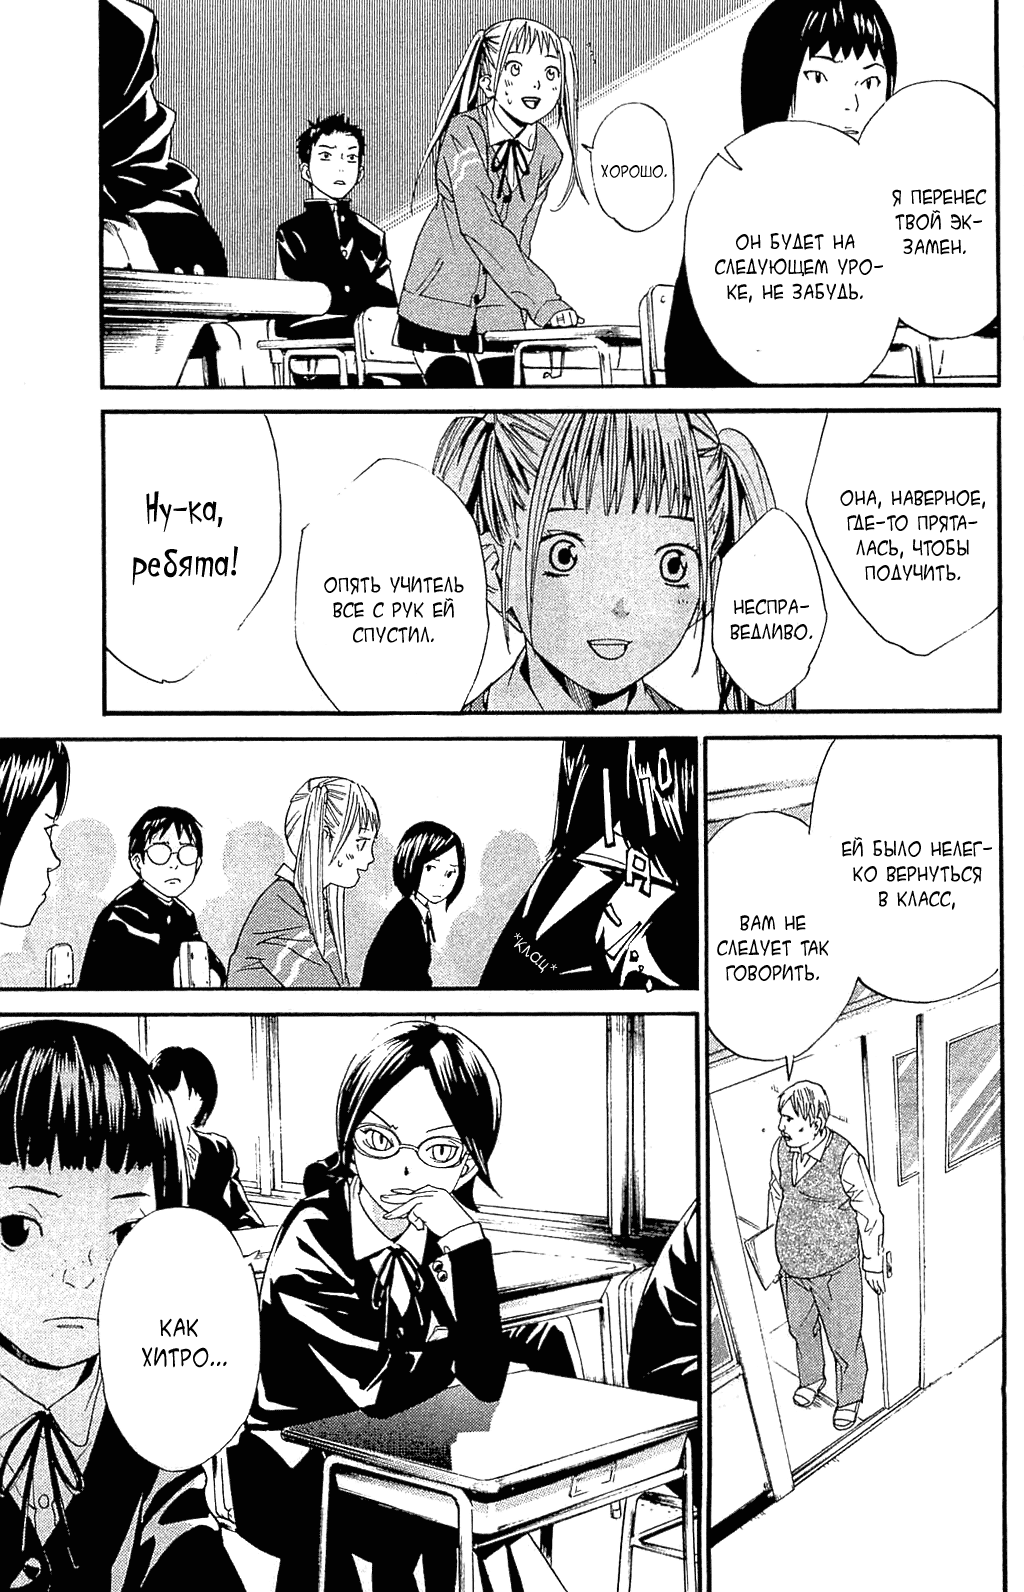 Я ПЕРЕНЕС
ТВОЙ ЭК-
ЗАМЕН.
ОН БУДЕТ НА
СЛЕДУЮЩЕМ УРО-
КЕ, НЕ ЗАБУДЬ.
ХОРОШО.
ОНА, НАВЕРНОЕ,
ГДЕ-ТО ПРЯТА-
ЛАСЬ, ЧТОБЫ
ПОДУЧИТЬ.
НЕСПРА-
ВЕДЛИВО.
ОПЯТЬ УЧИТЕЛЬ
ВСЕ С РУК ЕЙ
СПУСТИЛ.
Ну-ка,
ребята!
ЕЙ БЫЛО НЕЛЕГ-
КО ВЕРНУТЬСЯ
В КЛАСС,
ВАМ НЕ
СЛЕДУЕТ ТАК
ГОВОРИТЬ.
*клац*
КАК
ХИТРО...